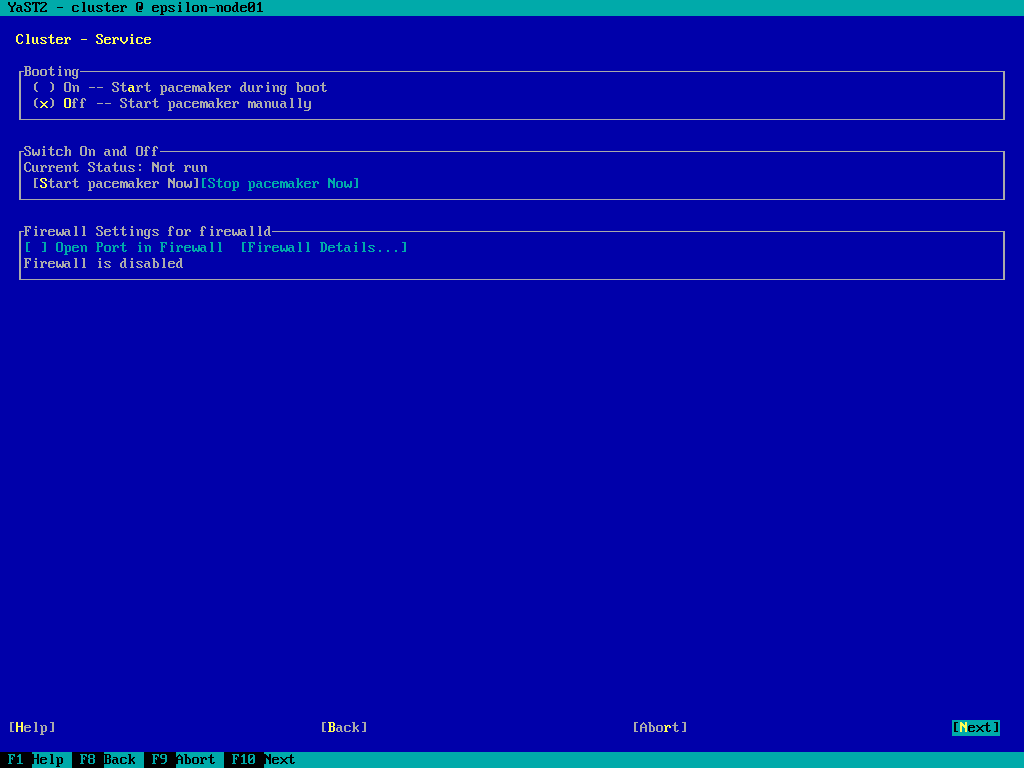 YaST2 - cluster @ epsilon-node01
Cluster - Service
Booting
( ) On -- Start pacemaker during boot
(x) Off -- Start pacemaker manually
Switch On and Off
Current Status: Not run
[Start pacemaker Now][Stop pacemaker Now]
Firewall Settings for firewalld
[ ] Open Port in Firewall [Firewall Details...]
Firewall is disabled
[Help] [Back] [Abort] [Next]
F1 Help F8 Back F9 Abort F10 Next